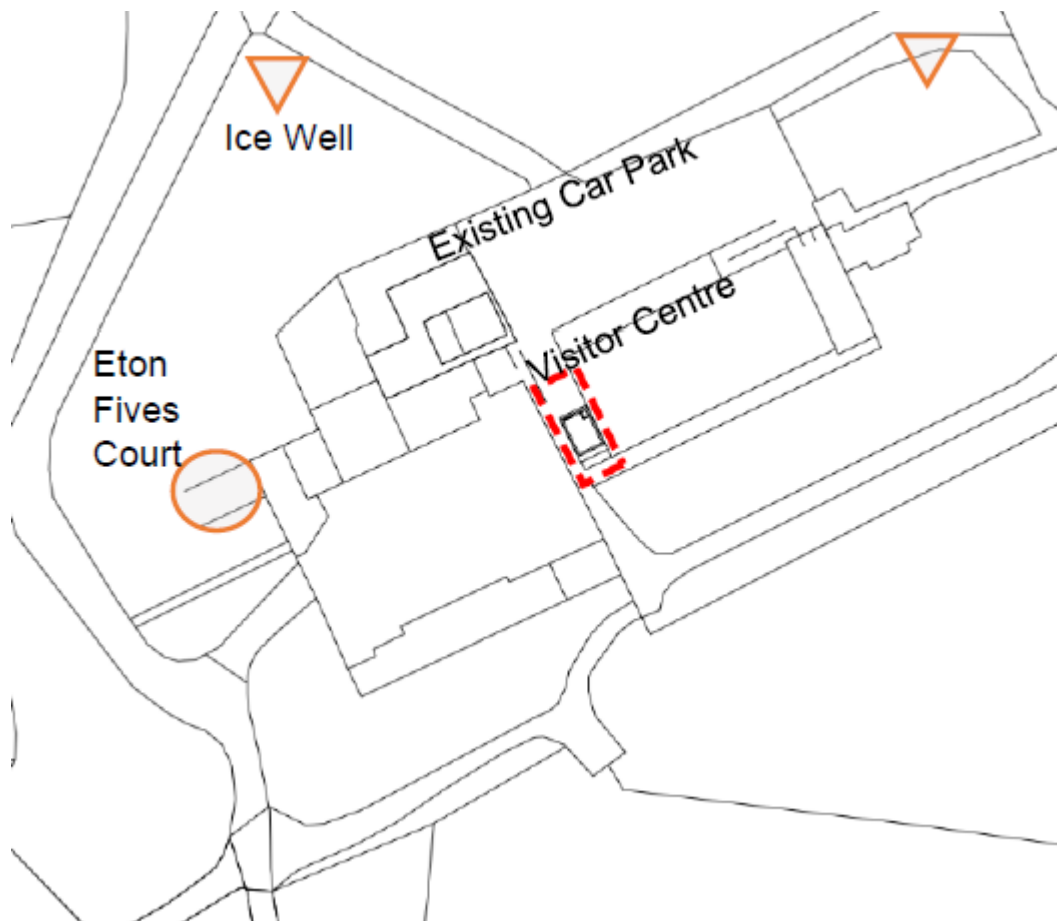 Ice Well
Existing Car Park
Visitor Centre
Eton
Fives
Court